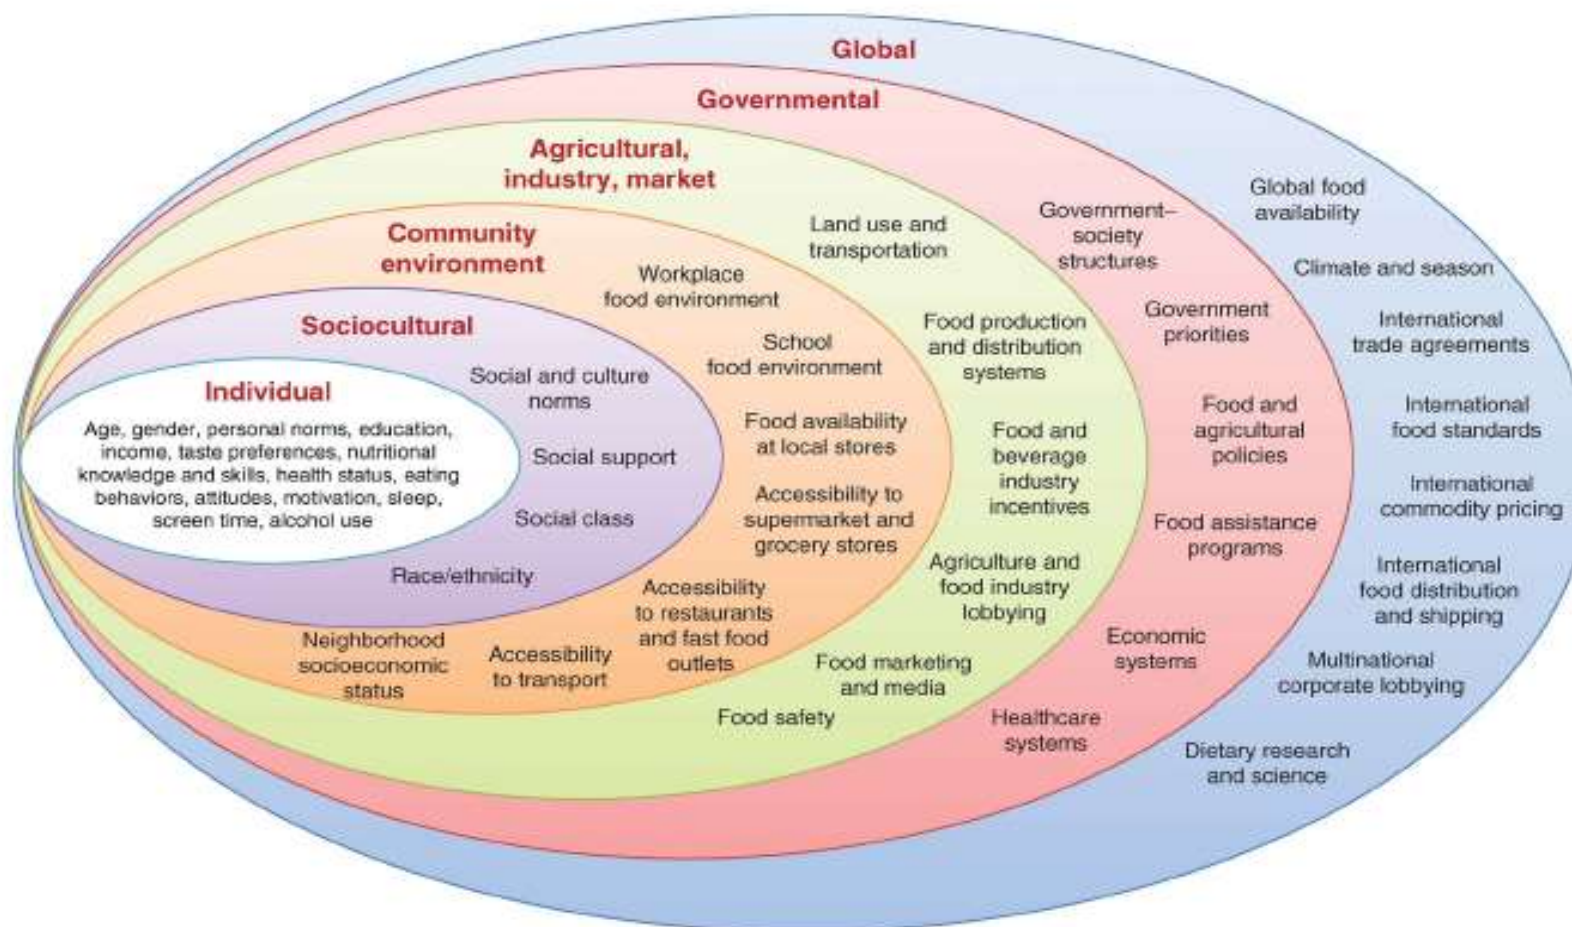 Global
Governmental
Agricultural,
industry, market
Community
environment
Sociocultural
Individual
Age, gender, personal norms, education,
income, taste preferences, nutritional
knowledge and skills, health status, eating
behaviors, attitudes, motivation, sleep,
screen time, alcohol use
Social and culture
norms
Social support
Social class
Race/ethnicity
Workplace
food environment
School
food environment
Food availability
at local stores
Accessibility to
supermarket and
grocery stores
Accessibility
to restaurants
and fast food
outlets
Accessibility
to transport
Neighborhood
socioeconomic
status
Land use and
transportation
Food production
and distribution
systems
Food and
beverage
industry
incentives
Agriculture and
food industry
lobbying
Food marketing
and media
Food safety
Government–
society
structures
Government
priorities
Food and
agricultural
policies
Food assistance
programs
Economic
systems
Healthcare
systems
Global food
availability
Climate and season
International
trade agreements
International
food standards
International
commodity pricing
International
food distribution
and shipping
Multinational
corporate lobbying
Dietary research
and science